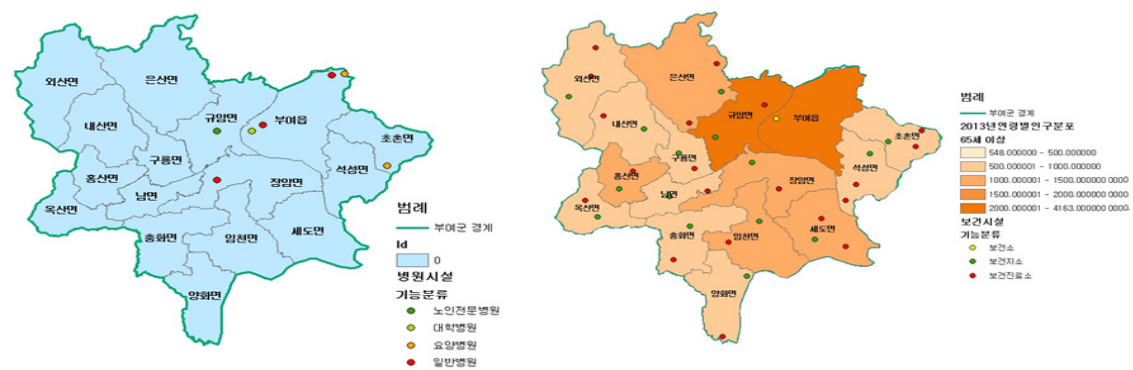 외산면
은산면
내산면
규암면
부여읍
초촌면
구룡면
석성면
홍산면
남면
장암면
옥산면
충화면
임천면
세도면
양화면
범례
부여군 경계
Id
0
병원시설
기능분류
노인전문병원
대학병원
요양병원
일반병원
외산면
은산면
내산면
규암면
부여읍
초촌면
구룡면
석성면
홍산면
남면
장암면
옥산면
충화면
임천면
세도면
양화면
범례
부여군 경계
2013년연령별인구분포
65세 이상
548.000000 - 500.000000
500.000001 - 1000.000000
1000.000001 - 1500.000000 0000
1500.000001 - 2000.000000 0000
2000.000001 - 4163.000000 0000
보건시설
기능분류
보건소
보건지소
보건진료소